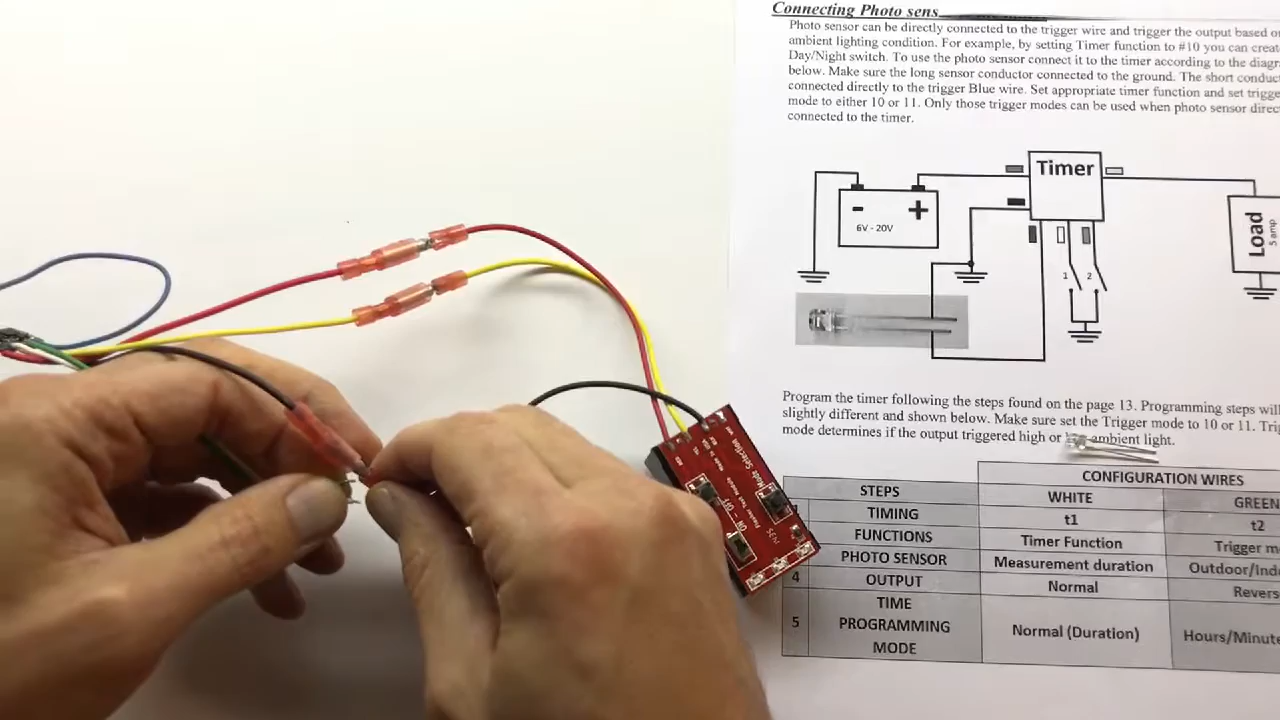 Connecting Photo sens
Photo sensor can be directly connected to the trigger wire and trigger the output based on
ambient lighting condition. For example, by setting Timer function to #10 you can create
Day/Night switch. To use the photo sensor connect it to the timer according to the diagra
below. Make sure the long sensor conductor connected to the ground. The short conduct
connected directly to the trigger Blue wire. Set appropriate timer function and set trigge
mode to either 10 or 11. Only those trigger modes can be used when photo sensor direc
connected to the timer.
Timer
-
+
6V - 20V
Load
5 amp
1
2
Program the timer following the steps found on the page 13. Programming steps will
slightly different and shown below. Make sure set the Trigger mode to 10 or 11. Trig
mode determines if the output triggered high or ambient light.
STEPS
CONFIGURATION WIRES
WHITE
GREEN
TIMING
t1
t2
FUNCTIONS
Timer Function
Trigger m
PHOTO SENSOR
Measurement duration
Outdoor/Ind
4
OUTPUT
Normal
Revers
5
TIME
PROGRAMMING
MODE
Normal (Duration)
Hours/Minute
Mode Selection
ON - OFF